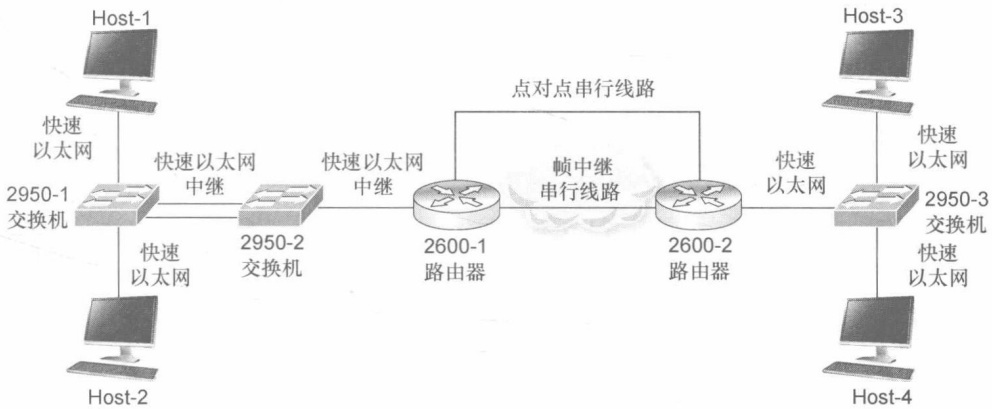 Host-1
Host-3
点对点串行线路
快速
以太网
快速
以太网
快速以太网
中继
快速以太网
中继
帧中继
串行线路
快速
以太网
2950-1
交换机
2950-2
交换机
2600-1
路由器
2600-2
路由器
2950-3
交换机
快速
以太网
快速
以太网
Host-2
Host-4